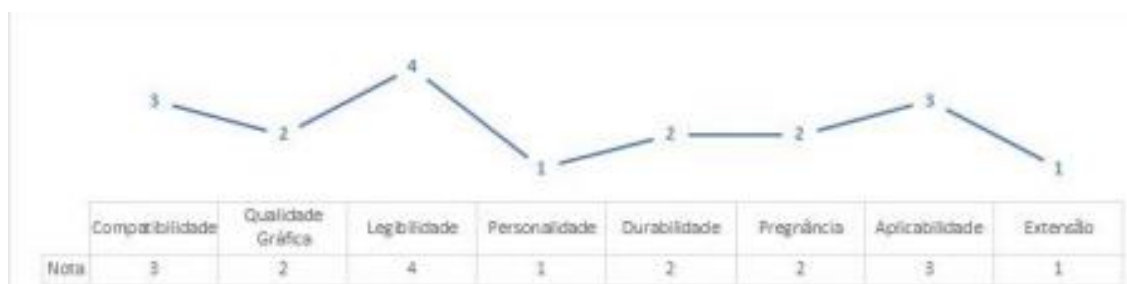 3
2
4
1
2
2
3
1
Compatibilidade
Qualidade
Gráfica
Legibilidade
Personalidade
Durabilidade
Pregnância
Aplicabilidade
Extensão
Nota 3 2 4 1 2 2 3 1